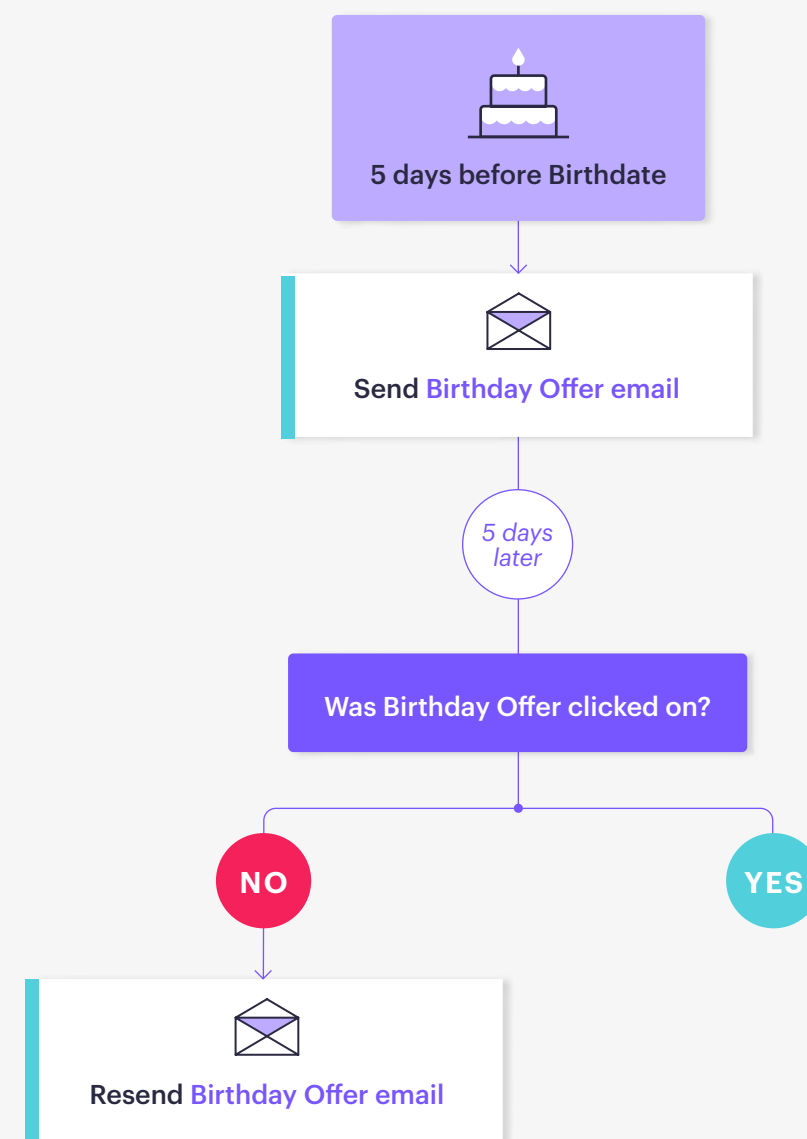 5 days before Birthdate
Send Birthday Offer email
5 days
later
Was Birthday Offer clicked on?
NO
YES
Resend Birthday Offer email